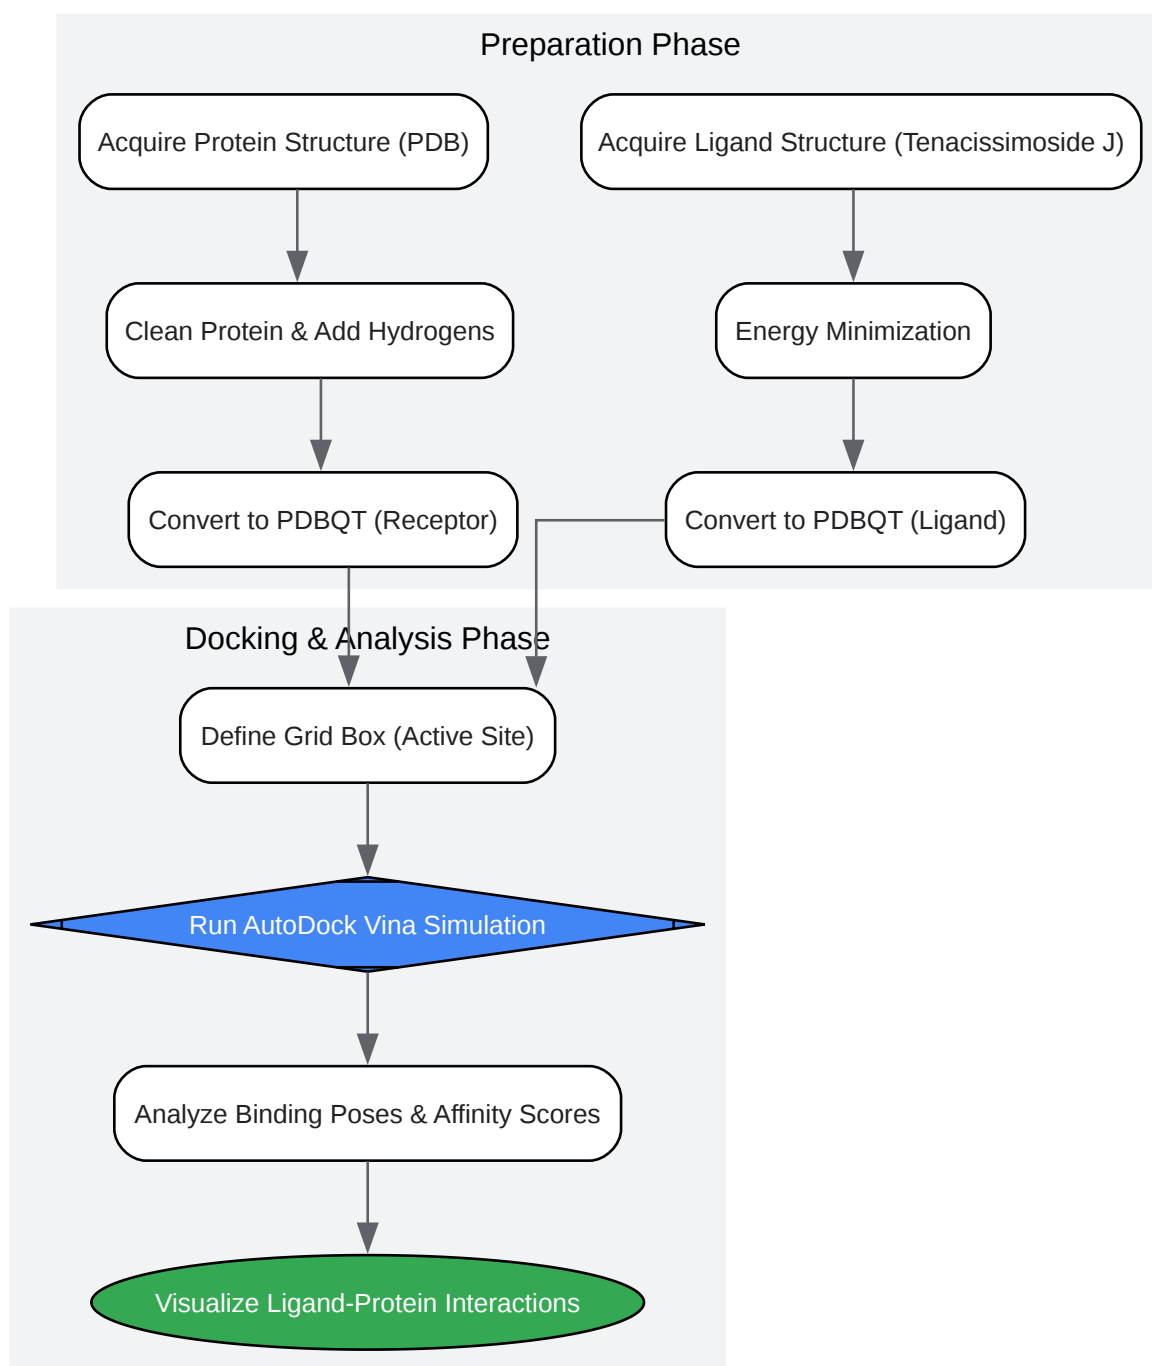 Preparation Phase
Acquire Protein Structure (PDB)
Acquire Ligand Structure (Tenacissimoside J)
Clean Protein & Add Hydrogens
Energy Minimization
Convert to PDBQT (Receptor)
Convert to PDBQT (Ligand)
Docking & Analysis Phase
Define Grid Box (Active Site)
Run AutoDock Vina Simulation
Analyze Binding Poses & Affinity Scores
Visualize Ligand-Protein Interactions